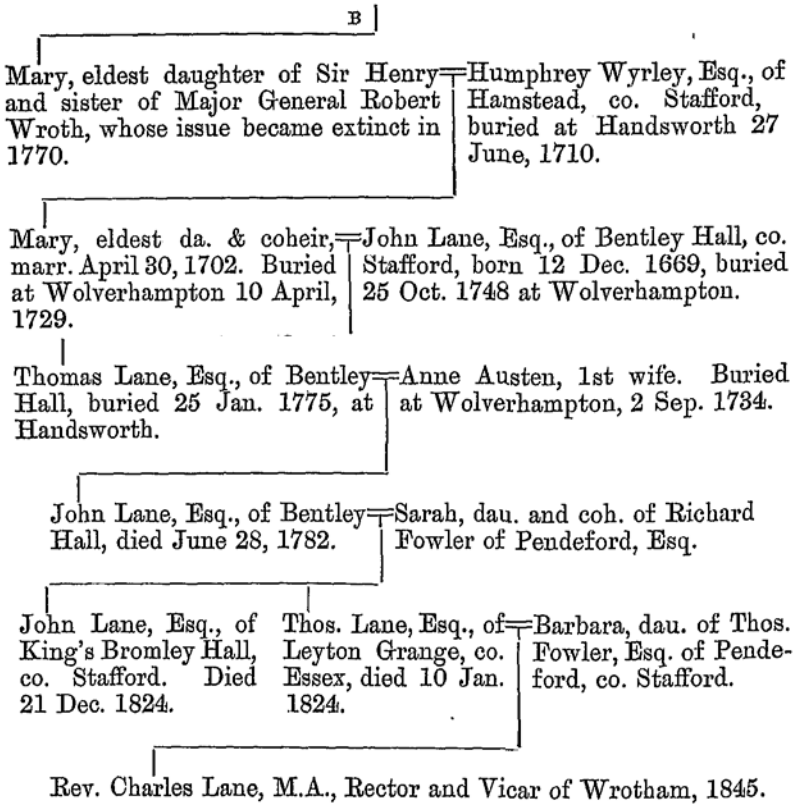 B
Mary, eldest daughter of Sir Henry
and sister of Major General Robert
Wroth, whose issue became extinct in
1770.
Humphrey Wyrley, Esq., of
Hamstead, co. Stafford,
buried at Handsworth 27
June, 1710.
Mary, eldest da. & coheir,
marr. April 30, 1702. Buried
at Wolverhampton 10 April,
1729.
John Lane, Esq., of Bentley Hall, co.
Stafford, born 12 Dec. 1669, buried
25 Oct. 1748 at Wolverhampton.
Thomas Lane, Esq., of Bentley
Hall, buried 25 Jan. 1775, at
Handsworth.
Anne Austen, 1st wife. Buried
at Wolverhampton, 2 Sep. 1734.
John Lane, Esq., of Bentley
Hall, died June 28, 1782.
Sarah, dau. and coh. of Richard
Fowler of Pendeford, Esq.
John Lane, Esq., of
King's Bromley Hall,
co. Stafford. Died
21 Dec. 1824.
Thos. Lane, Esq., of
Leyton Grange, co.
Essex, died 10 Jan.
1824.
Barbara, dau. of Thos.
Fowler, Esq. of Pende-
ford, co. Stafford.
Rev. Charles Lane, M.A., Rector and Vicar of Wrotham, 1845.